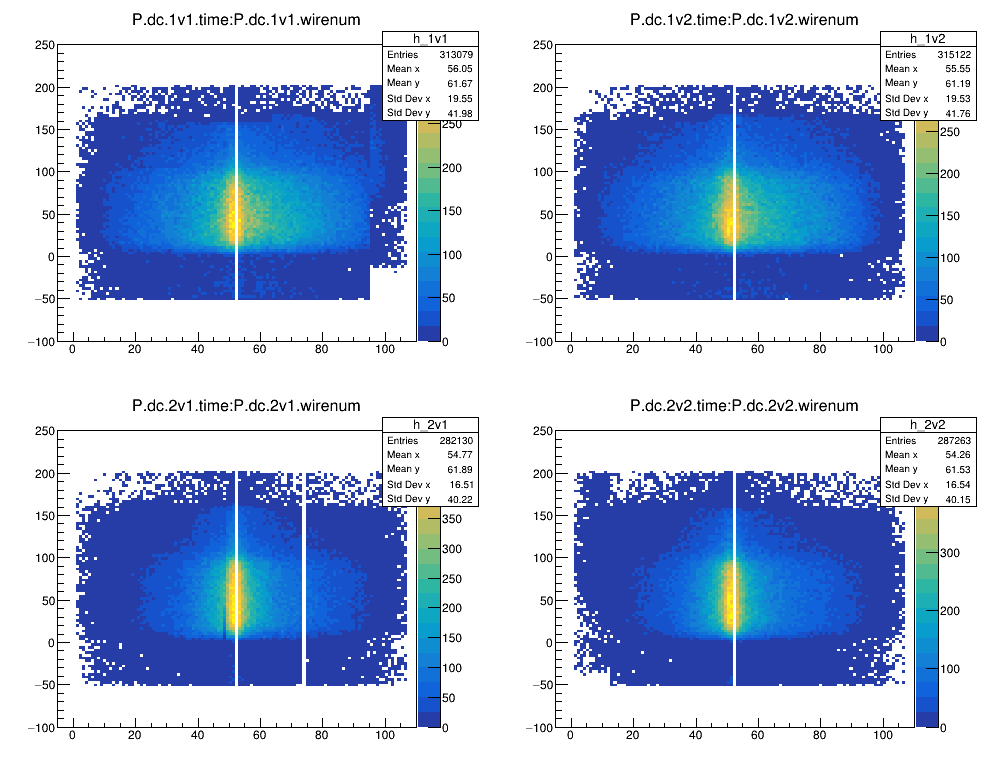 P.dc.1v1.time:P.dc.1v1.wirenum
h_1v1
Entries 313079
Mean x 56.05
Mean y 61.67
Std Dev x 19.55
Std Dev y 41.98
250
200
150
100
50
0
−50
−100
0 20 40 60 80 100
250
200
150
100
50
0
P.dc.1v2.time:P.dc.1v2.wirenum
h_1v2
Entries 315122
Mean x 55.55
Mean y 61.19
Std Dev x 19.53
Std Dev y 41.76
250
200
150
100
50
0
−50
−100
0 20 40 60 80 100
250
200
150
100
50
0
P.dc.2v1.time:P.dc.2v1.wirenum
h_2v1
Entries 282130
Mean x 54.77
Mean y 61.89
Std Dev x 16.51
Std Dev y 40.22
250
200
150
100
50
0
−50
−100
0 20 40 60 80 100
350
300
250
200
150
100
50
0
P.dc.2v2.time:P.dc.2v2.wirenum
h_2v2
Entries 287263
Mean x 54.26
Mean y 61.53
Std Dev x 16.54
Std Dev y 40.15
250
200
150
100
50
0
−50
−100
0 20 40 60 80 100
300
200
100
0